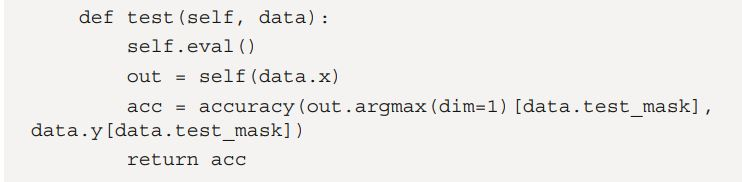 def test(self, data):
self.eval()
out = self(data.x)
acc = accuracy(out.argmax(dim=1)[data.test_mask],
data.y[data.test_mask])
return acc